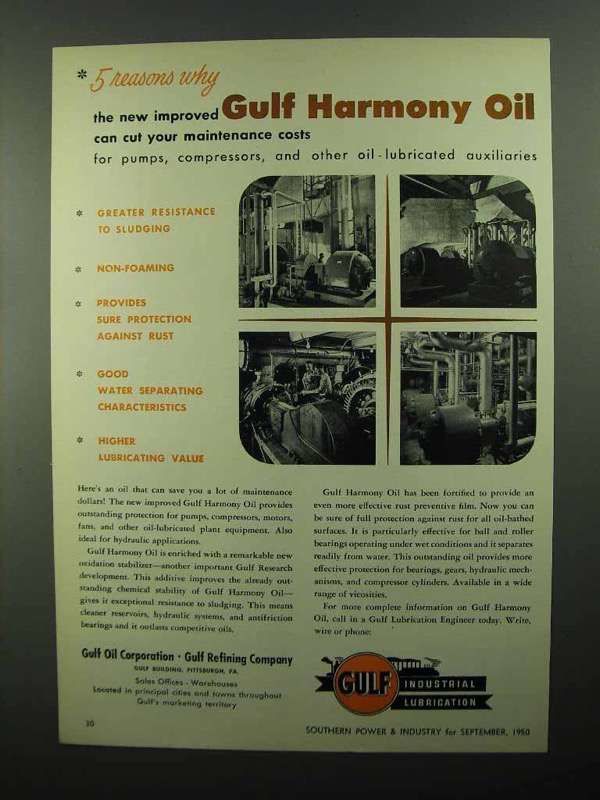 * 5 reasons why
the new improved Gulf Harmony Oil
can cut your maintenance costs
for pumps, compressors, and other oil-lubricated auxiliaries
* GREATER RESISTANCE
TO SLUDGING
* NON-FOAMING
* PROVIDES
SURE PROTECTION
AGAINST RUST
* GOOD
WATER SEPARATING
CHARACTERISTICS
* HIGHER
LUBRICATING VALUE
Here's an oil that can save you a lot of maintenance
dollars! The new improved Gulf Harmony Oil provides
outstanding protection for pumps, compressors, motors,
fans, and other oil-lubricated plant equipment. Also
ideal for hydraulic applications.
Gulf Harmony Oil is enriched with a remarkable new
oxidation stabilizer—another important Gulf Research
development. This additive improves the already out-
standing chemical stability of Gulf Harmony Oil—
gives it exceptional resistance to sludging. This means
cleaner reservoirs, hydraulic systems, and antifriction
bearings and it outlasts competitive oils.
Gulf Harmony Oil has been fortified to provide an
even more effective rust preventive film. Now you can
be sure of full protection against rust for all oil-bathed
surfaces. It is particularly effective for ball and roller
bearings operating under wet conditions and it separates
readily from water. This outstanding oil provides more
effective protection for bearings, gears, hydraulic mech-
anisms, and compressor cylinders. Available in a wide
range of viscosities.
For more complete information on Gulf Harmony
Oil, call in a Gulf Lubrication Engineer today. Write,
wire or phone:
Gulf Oil Corporation · Gulf Refining Company
GULF BUILDING, PITTSBURGH, PA.
Sales Offices - Warehouses
Located in principal cities and towns throughout
Gulf's marketing territory
GULF
INDUSTRIAL
LUBRICATION
30
SOUTHERN POWER & INDUSTRY for SEPTEMBER, 1950